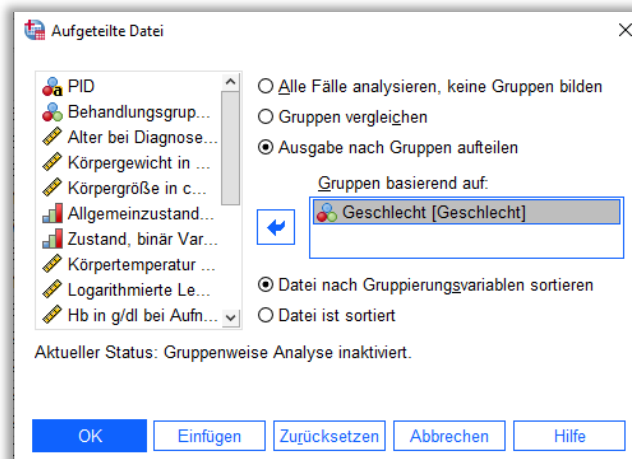 Aufgeteilte Datei
PID
Behandlungsgrup...
Alter bei Diagnose...
Körpergewicht in ...
Körpergröße in c...
Allgemeinzustand...
Zustand, binär Var...
Körpertemperatur ...
Logarithmierte Le...
Hb in g/dl bei Aufn...
Alle Fälle analysieren, keine Gruppen bilden
Gruppen vergleichen
Ausgabe nach Gruppen aufteilen
Gruppen basierend auf:
Geschlecht [Geschlecht]
Datei nach Gruppierungsvariablen sortieren
Datei ist sortiert
Aktueller Status: Gruppenweise Analyse inaktiviert.
OK Einfügen Zurücksetzen Abbrechen Hilfe